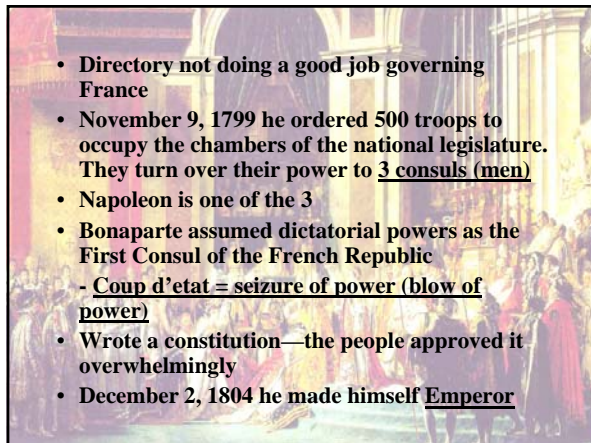 • Directory not doing a good job governing
France
• November 9, 1799 he ordered 500 troops to
occupy the chambers of the national legislature.
They turn over their power to 3 consuls (men)
• Napoleon is one of the 3
• Bonaparte assumed dictatorial powers as the
First Consul of the French Republic
- Coup d’etat = seizure of power (blow of
power)
• Wrote a constitution—the people approved it
overwhelmingly
• December 2, 1804 he made himself Emperor